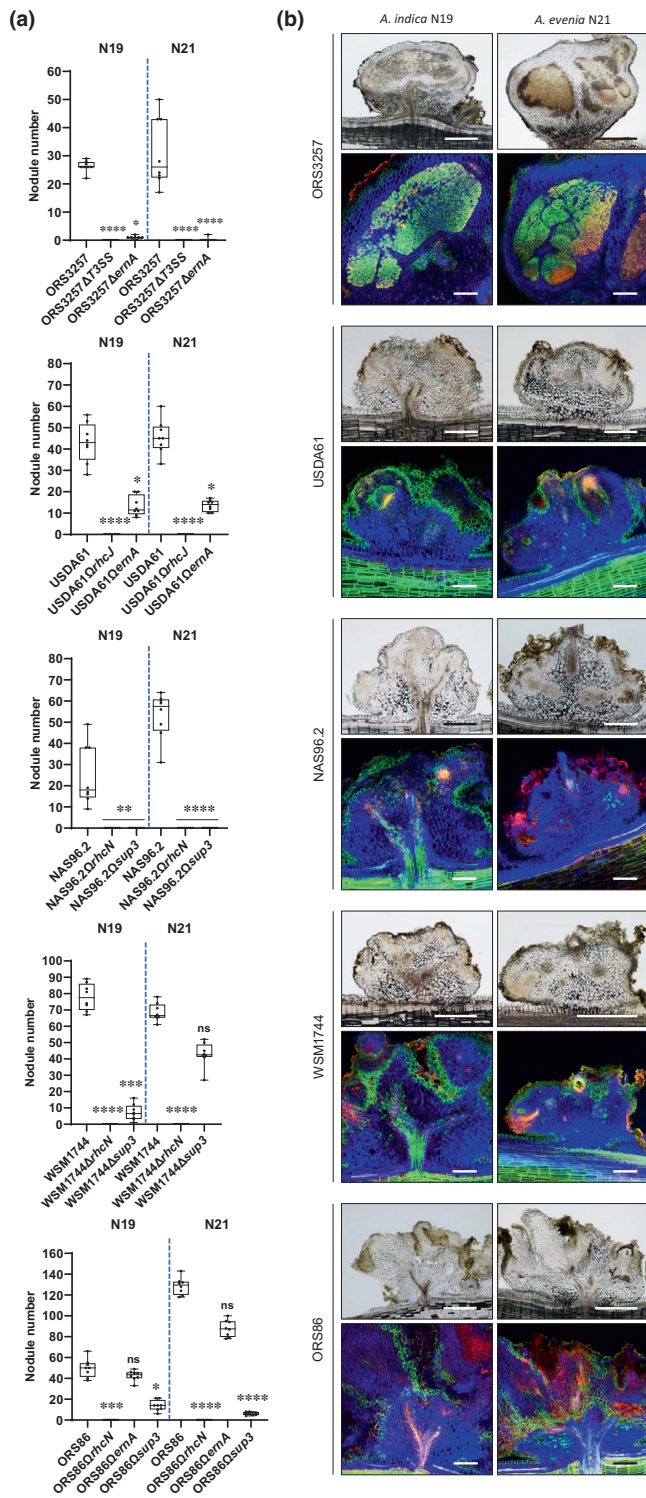 (a)
N19 N21
Nodule number
60
50
40
30
20
10
0
**** * **** ****
ORS3257
ORS3257ΔT3SS
ORS3257ΔernA
ORS3257
ORS3257ΔT3SS
ORS3257ΔernA
N19 N21
Nodule number
80
70
60
50
40
30
20
10
0
**** * **** *
USDA61
USDA61ΩrhcJ
USDA61ΩernA
USDA61
USDA61ΩrhcJ
USDA61ΩernA
N19 N21
Nodule number
80
70
60
50
40
30
20
10
0
** ****
NAS96.2
NAS96.2ΩrhcN
NAS96.2Ωsup3
NAS96.2
NAS96.2ΩrhcN
NAS96.2Ωsup3
N19 N21
Nodule number
100
90
80
70
60
50
40
30
20
10
0
**** *** **** ns
WSM1744
WSM1744ΔrhcN
WSM1744Δsup3
WSM1744
WSM1744ΔrhcN
WSM1744Δsup3
N19 N21
Nodule number
160
140
120
100
80
60
40
20
0
*** ns * **** ns ****
ORS86
ORS86ΩrhcN
ORS86ΩernA
ORS86Ωsup3
ORS86
ORS86ΩrhcN
ORS86ΩernA
ORS86Ωsup3
(b)
A. indica N19 A. evenia N21
ORS3257
USDA61
NAS96.2
WSM1744
ORS86